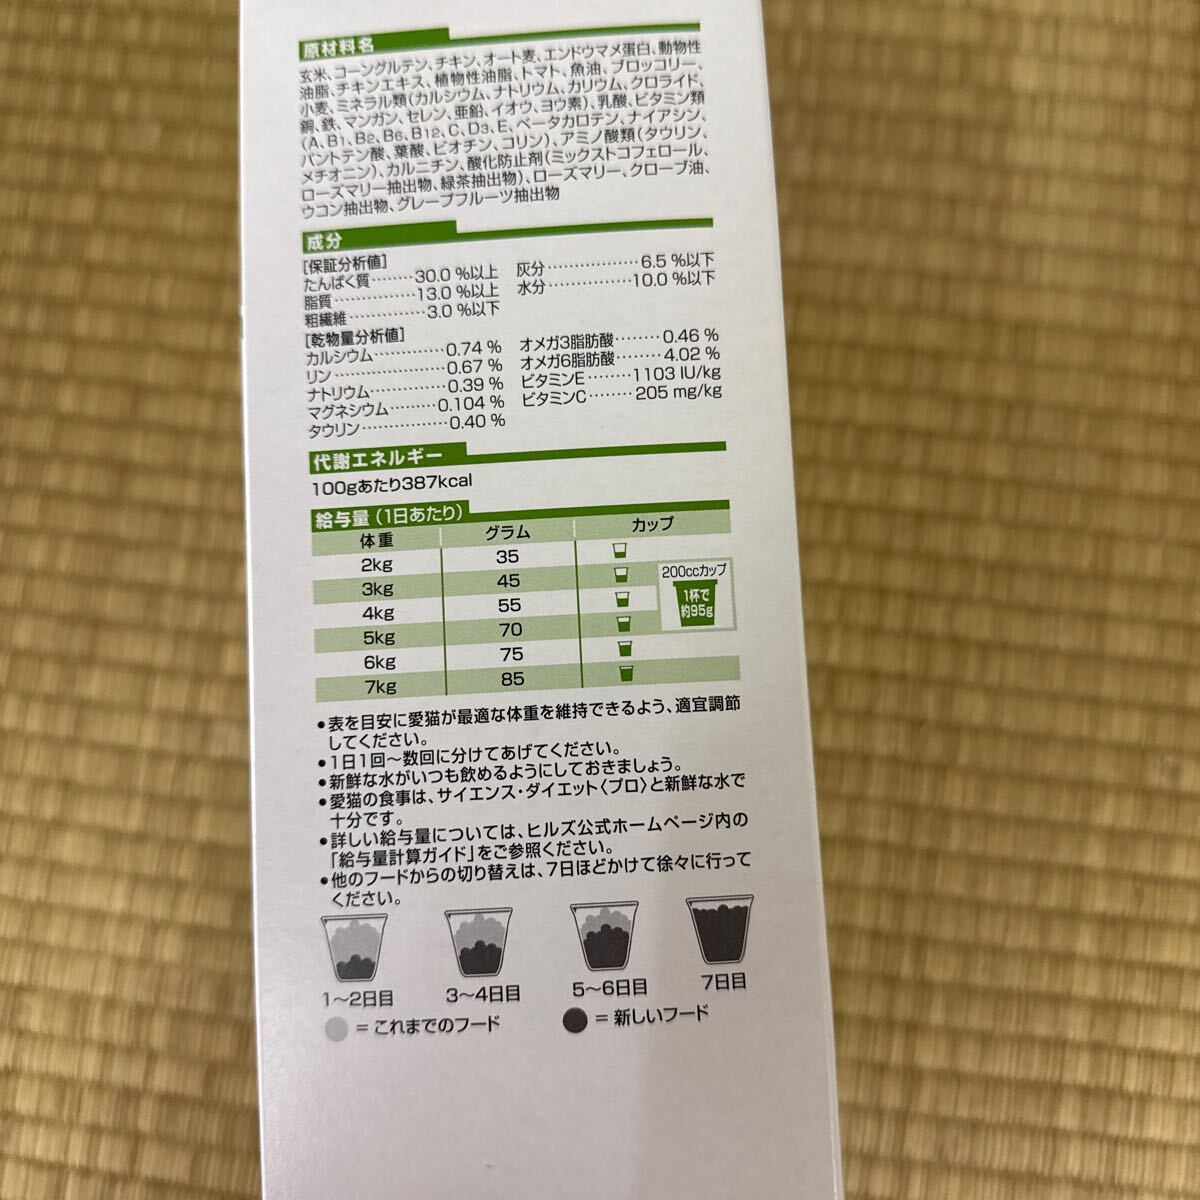 原材料名
玄米、コーングルテン、チキン、オート麦、エンドウマメ蛋白、動物性
油脂、チキンエキス、植物性油脂、トマト、魚油、ブロッコリー、
小麦、ミネラル類(カルシウム、ナトリウム、カリウム、クロライド、
銅、鉄、マンガン、セレン、亜鉛、イオウ、ヨウ素)、乳酸、ビタミン類
(A、B1、B2、B6、B12、C、D3、E、ベータカロテン、ナイアシン、
パントテン酸、葉酸、ビオチン、コリン)、アミノ酸類(タウリン、
メチオニン)、カルニチン、酸化防止剤(ミックストコフェロール、
ローズマリー抽出物、緑茶抽出物)、ローズマリー、クローブ油、
ウコン抽出物、グレープフルーツ抽出物
成分
[保証分析値]
たんぱく質………30.0 %以上
脂質……………13.0 %以上
粗繊維……………3.0 %以下
灰分………………6.5 %以下
水分……………10.0 %以下
[乾物量分析値]
カルシウム…………0.74 %
リン…………………0.67 %
ナトリウム…………0.39 %
マグネシウム………0.104 %
タウリン……………0.40 %
オメガ3脂肪酸………0.46 %
オメガ6脂肪酸………4.02 %
ビタミンE………1103 IU/kg
ビタミンC………205 mg/kg
代謝エネルギー
100gあたり387kcal
給与量(1日あたり)
体重 グラム カップ
2kg 35
3kg 45
4kg 55
5kg 70
6kg 75
7kg 85
200ccカップ
1杯で
約95g
●表を目安に愛猫が最適な体重を維持できるよう、適宜調節
してください。
●1日1回〜数回に分けてあげてください。
●新鮮な水がいつも飲めるようにしておきましょう。
●愛猫の食事は、サイエンス・ダイエット〈プロ〉と新鮮な水で
十分です。
●詳しい給与量については、ヒルズ公式ホームページ内の
「給与量計算ガイド」をご参照ください。
●他のフードからの切り替えは、7日ほどかけて徐々に行って
ください。
1〜2日目 3〜4日目 5〜6日目 7日目
=これまでのフード =新しいフード